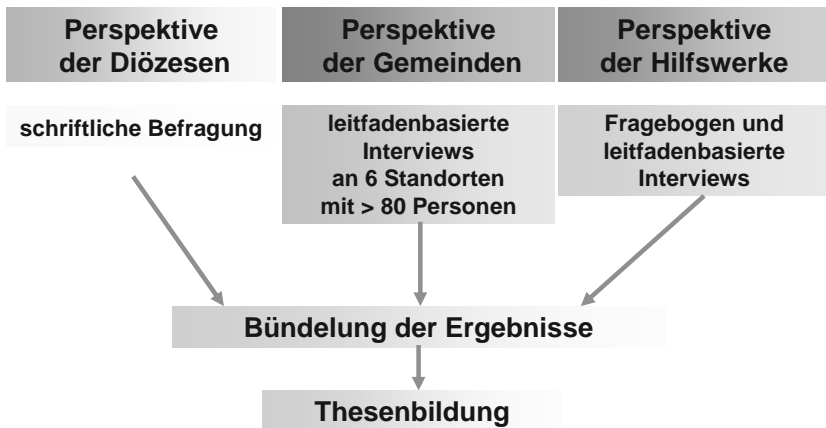 Perspektive
der Diözesen
Perspektive
der Gemeinden
Perspektive
der Hilfswerke
schriftliche Befragung
leitfadenbasierte
Interviews
an 6 Standorten
mit > 80 Personen
Fragebogen und
leitfadenbasierte
Interviews
Bündelung der Ergebnisse
Thesenbildung